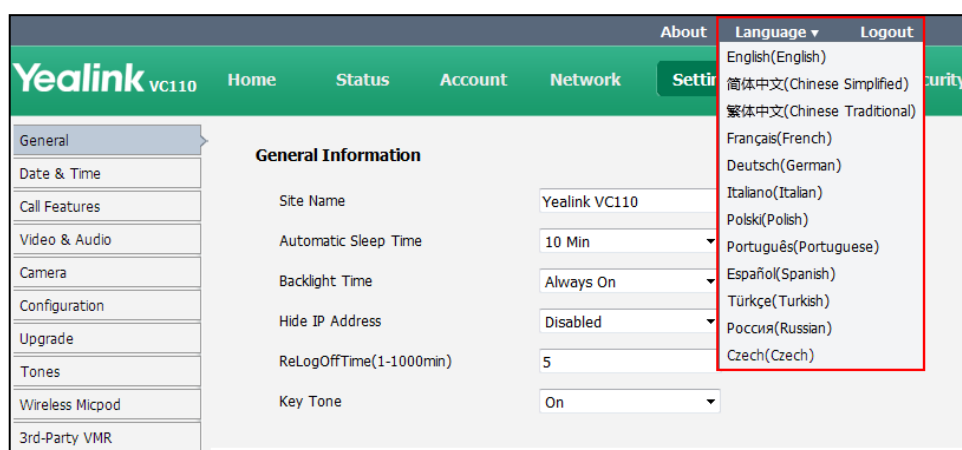 About Language ▾ Logout
Yealink VC110 Home Status Account Network Settin curity
English(English)
简体中文(Chinese Simplified)
繁体中文(Chinese Traditional)
Français(French)
Deutsch(German)
Italiano(Italian)
Polski(Polish)
Português(Portuguese)
Español(Spanish)
Türkçe(Turkish)
Россия(Russian)
Czech(Czech)
General
Date & Time
Call Features
Video & Audio
Camera
Configuration
Upgrade
Tones
Wireless Micpod
3rd-Party VMR
General Information
Site Name Yealink VC110
Automatic Sleep Time 10 Min
Backlight Time Always On
Hide IP Address Disabled
ReLogOffTime(1-1000min) 5
Key Tone On